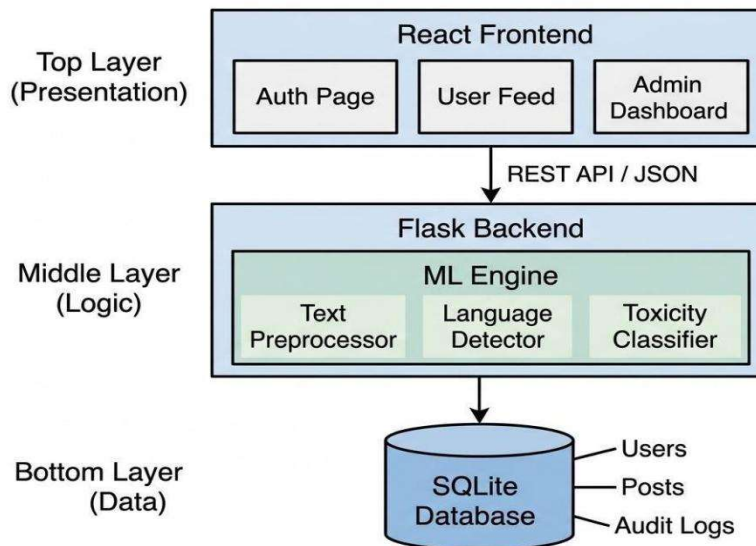 Top Layer
(Presentation)
React Frontend
Auth Page
User Feed
Admin
Dashboard
REST API / JSON
Middle Layer
(Logic)
Flask Backend
ML Engine
Text
Preprocessor
Language
Detector
Toxicity
Classifier
Bottom Layer
(Data)
SQLite
Database
Users
Posts
Audit Logs